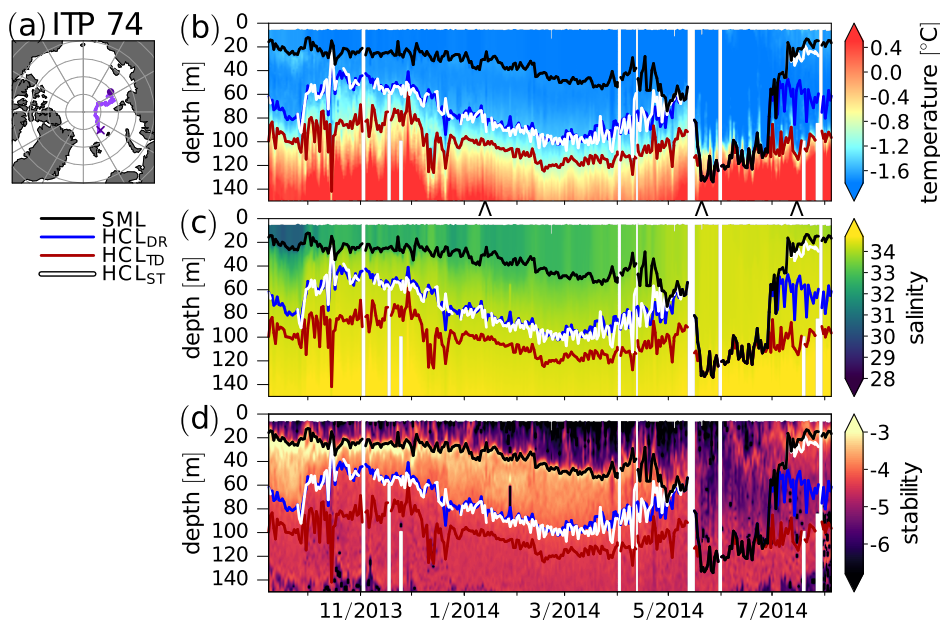 (a) ITP 74
SML
HCL_DR
HCL_TD
HCL_ST
(b)
depth [m]
0
20
40
60
80
100
120
140
0.4
0.0
-0.4
-0.8
-1.2
-1.6
temperature [°C]
^ ^ ^
(c)
depth [m]
0
20
40
60
80
100
120
140
34
33
32
31
30
29
28
salinity
(d)
depth [m]
0
20
40
60
80
100
120
140
-3
-4
-5
-6
stability
11/2013 1/2014 3/2014 5/2014 7/2014